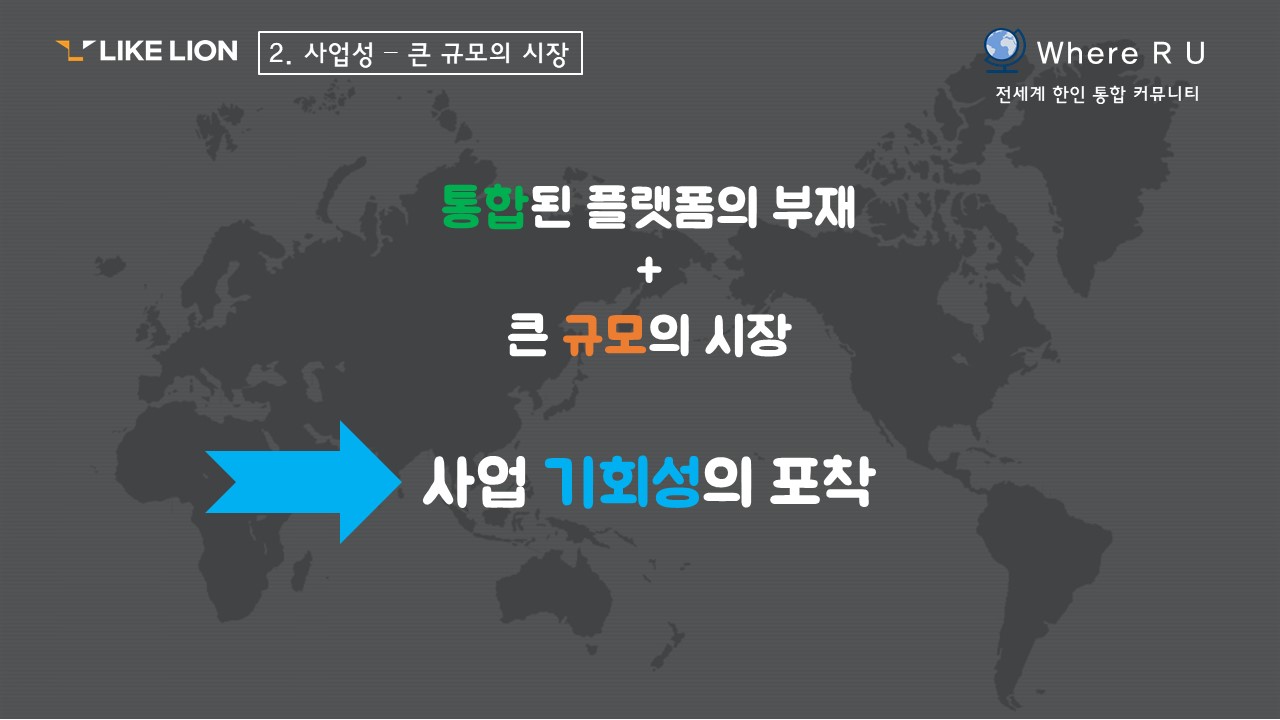 LIKE LION
2. 사업성 – 큰 규모의 시장
Where R U
전세계 한인 통합 커뮤니티
통합된 플랫폼의 부재
+
큰 규모의 시장
사업 기회성의 포착